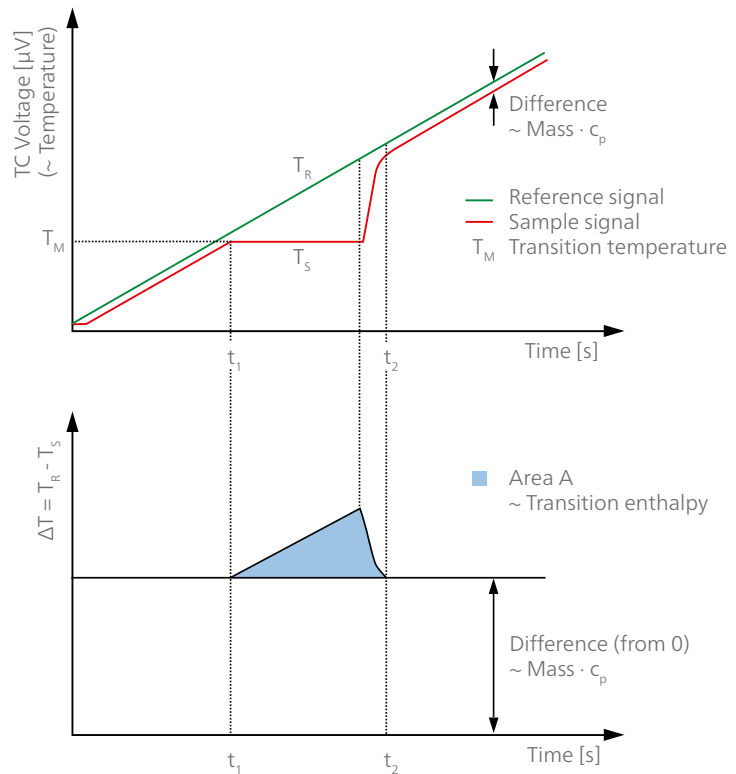 TC Voltage [µV]
(~ Temperature)
Difference
~ Mass · cp
TR
Reference signal
Sample signal
TM Transition temperature
TM
TS
t1
t2
Time [s]
ΔT = TR - TS
Area A
~ Transition enthalpy
Difference (from 0)
~ Mass · cp
t1
t2
Time [s]